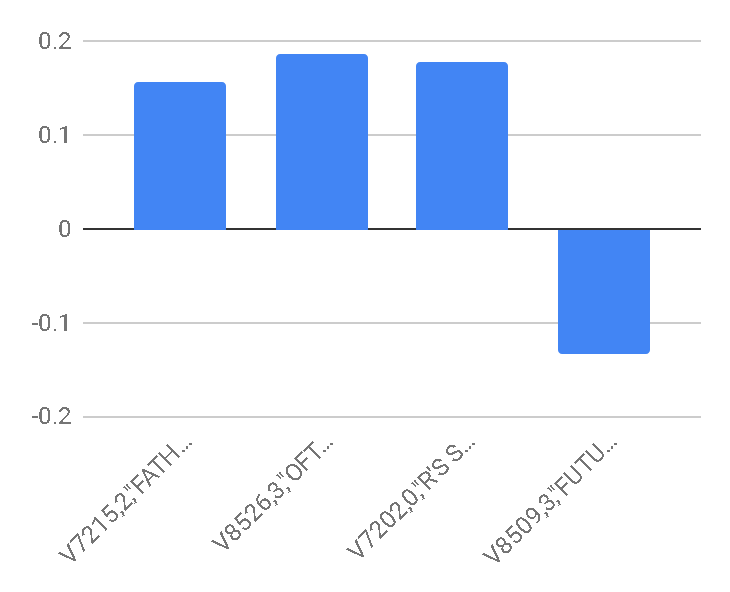 0.2
0.1
0
-0.1
-0.2
V7215,2,"FATH...
V8526,3,"OFT...
V7202,0,"R'S S...
V8509,3,"FUTU...